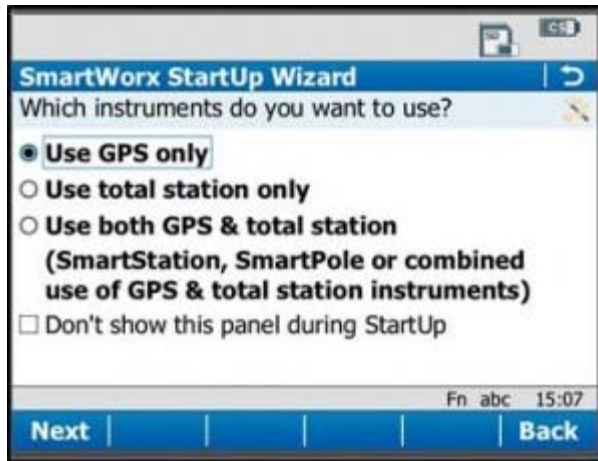 SmartWorx StartUp Wizard
Which instruments do you want to use?
Use GPS only
Use total station only
Use both GPS & total station
(SmartStation, SmartPole or combined
use of GPS & total station instruments)
Don't show this panel during StartUp
Fn abc 15:07
Next Back